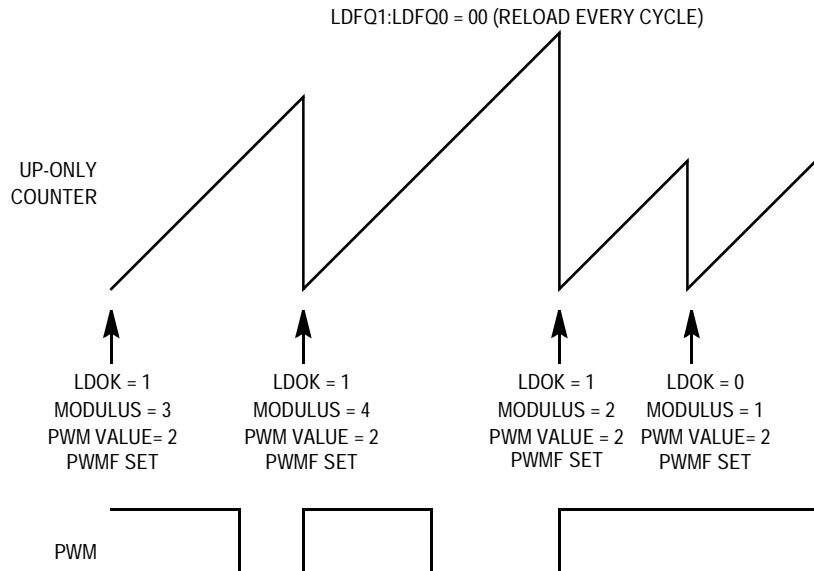 LDFQ1:LDFQ0 = 00 (RELOAD EVERY CYCLE)
UP-ONLY
COUNTER
LDOK = 1
MODULUS = 3
PWM VALUE= 2
PWMF SET
LDOK = 1
MODULUS = 4
PWM VALUE = 2
PWMF SET
LDOK = 1
MODULUS = 2
PWM VALUE = 2
PWMF SET
LDOK = 0
MODULUS = 1
PWM VALUE= 2
PWMF SET
PWM